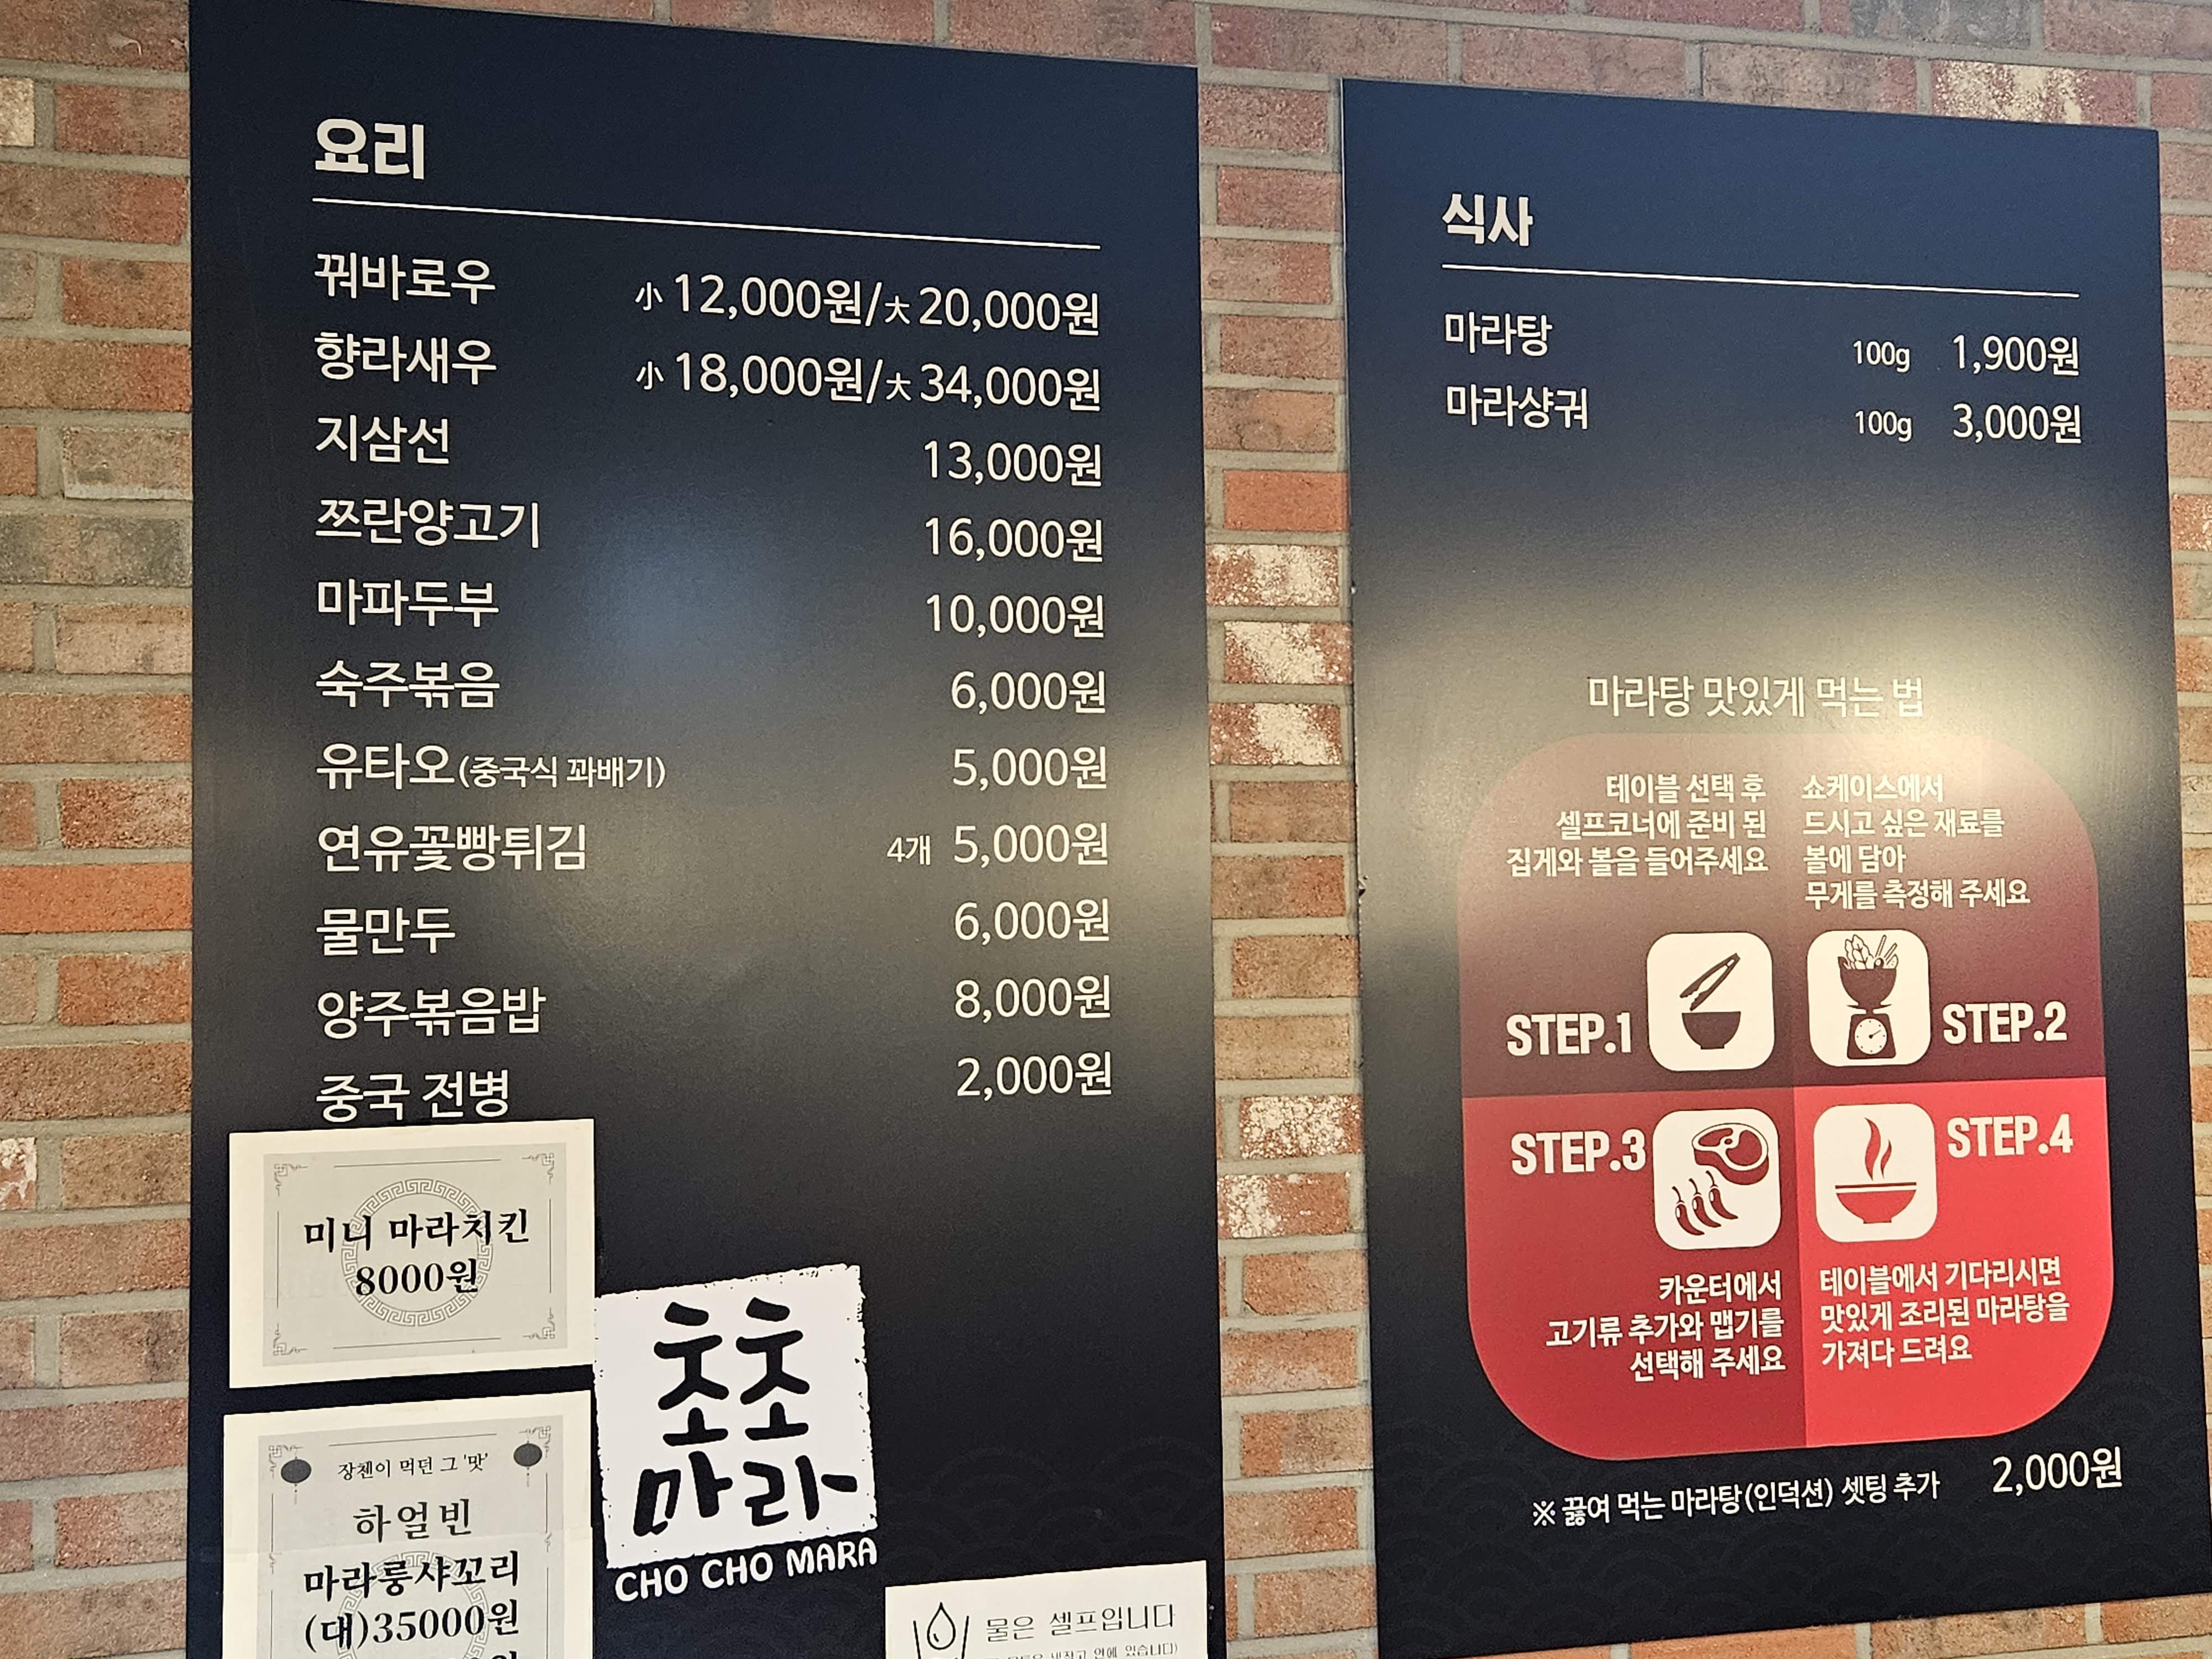 요리
꿔바로우 小 12,000원/大 20,000원
향라새우 小 18,000원/大 34,000원
지삼선 13,000원
쯔란양고기 16,000원
마파두부 10,000원
숙주볶음 6,000원
유타오(중국식 꽈배기) 5,000원
연유꽃빵튀김 4개 5,000원
물만두 6,000원
양주볶음밥 8,000원
중국 전병 2,000원
미니 마라치킨
8000원
장첸이 먹던 그 '맛'
하얼빈
마라룽샤꼬리
(대)35000원
초초
마라
CHO CHO MARA
물은 셀프입니다
냉장고 안에 있습니다)
식사
마라탕 100g 1,900원
마라샹궈 100g 3,000원
마라탕 맛있게 먹는 법
테이블 선택 후
셀프코너에 준비 된
집게와 볼을 들어주세요
STEP.1
쇼케이스에서
드시고 싶은 재료를
볼에 담아
무게를 측정해 주세요
STEP.2
STEP.3
카운터에서
고기류 추가와 맵기를
선택해 주세요
STEP.4
테이블에서 기다리시면
맛있게 조리된 마라탕을
가져다 드려요
※ 끓여 먹는 마라탕(인덕션) 셋팅 추가 2,000원